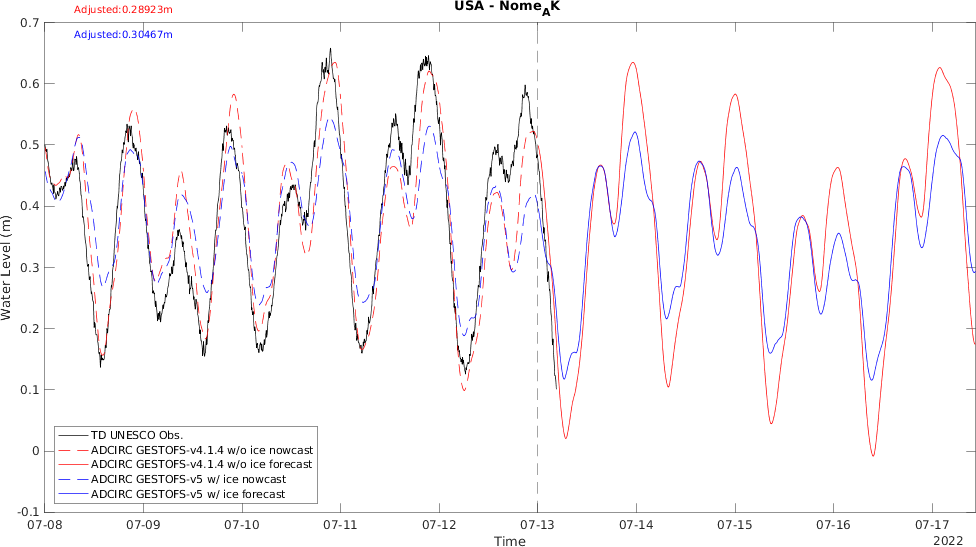 USA - Nome_AK
Adjusted:0.28923m
Adjusted:0.30467m
Water Level (m)
0.7
0.6
0.5
0.4
0.3
0.2
0.1
0
-0.1
TD UNESCO Obs.
ADCIRC GESTOFS-v4.1.4 w/o ice nowcast
ADCIRC GESTOFS-v4.1.4 w/o ice forecast
ADCIRC GESTOFS-v5 w/ ice nowcast
ADCIRC GESTOFS-v5 w/ ice forecast
07-08 07-09 07-10 07-11 07-12 07-13 07-14 07-15 07-16 07-17
Time
2022